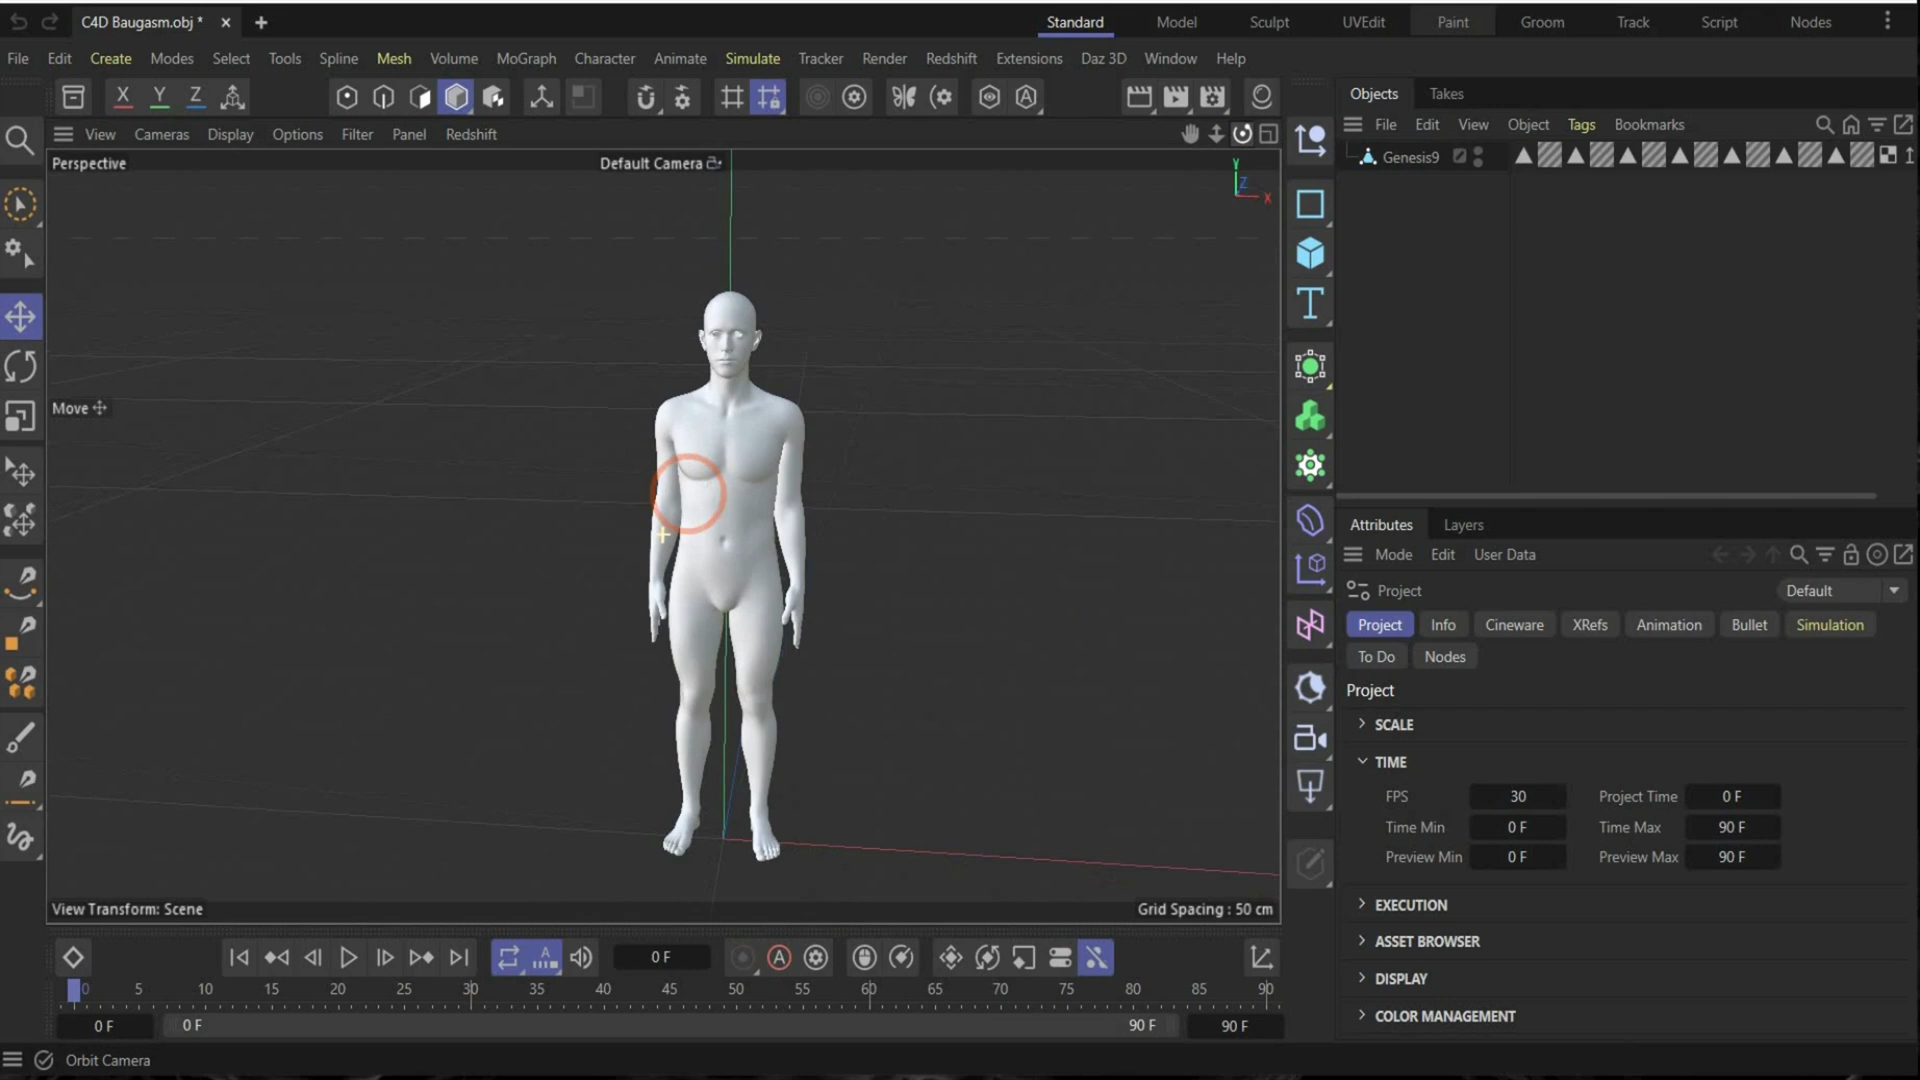 C4D Baugasm.obj * × + Standard Model Sculpt UVEdit Paint Groom Track Script Nodes
File Edit Create Modes Select Tools Spline Mesh Volume MoGraph Character Animate Simulate Tracker Render Redshift Extensions Daz 3D Window Help
X Y Z
Objects Takes
View Cameras Display Options Filter Panel Redshift
File Edit View Object Tags Bookmarks
Perspective
Default Camera
Y
Z
X
Genesis9
Move
Attributes Layers
Mode Edit User Data
Project
Default
Project Info Cineware XRefs Animation Bullet Simulation
To Do Nodes
Project
SCALE
TIME
FPS 30 Project Time 0 F
Time Min 0 F Time Max 90 F
Preview Min 0 F Preview Max 90 F
EXECUTION
ASSET BROWSER
DISPLAY
COLOR MANAGEMENT
View Transform: Scene
Grid Spacing : 50 cm
0 F
0 5 10 15 20 25 30 35 40 45 50 55 60 65 70 75 80 85 90
0 F 0 F 90 F 90 F
Orbit Camera